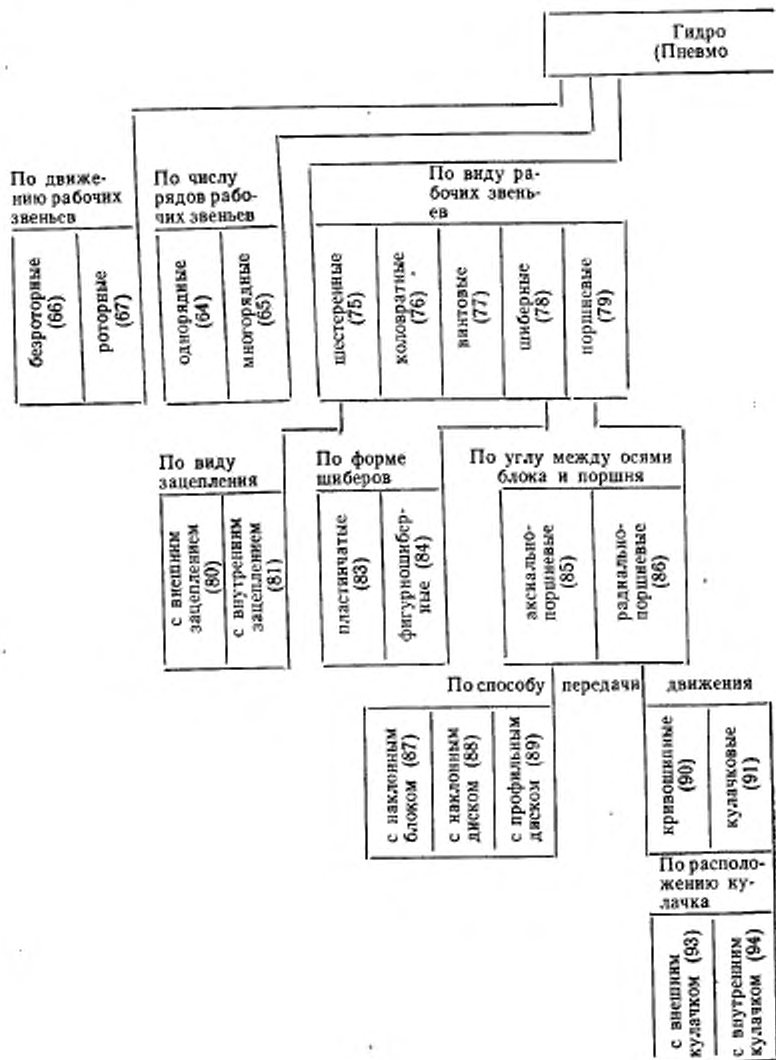 Гидро
(Пневмо
По движе-
нию рабочих
звеньев
По числу
рядов рабо-
чих звеньев
По виду ра-
бочих звень-
ев
безроторные
(66)
роторные
(67)
однорядные
(64)
многорядные
(65)
шестеренные
(75)
коловратные
(76)
винтовые
(77)
шиберные
(78)
поршневые
(79)
По виду
зацепления
По форме
шиберов
По углу между осями
блока и поршня
с внешним
зацеплением
(80)
с внутренним
зацеплением
(81)
пластинчатые
(83)
фигурношибер-
ные (84)
аксиально-
поршневые
(85)
радиально-
поршневые
(86)
По способу передачи движения
с наклонным
блоком (87)
с наклонным
диском (88)
с профильным
диском (89)
кривошипные
(90)
кулачковые
(91)
По располо-
жению ку-
лачка
с внешним
кулачком (93)
с внутренним
кулачком (94)